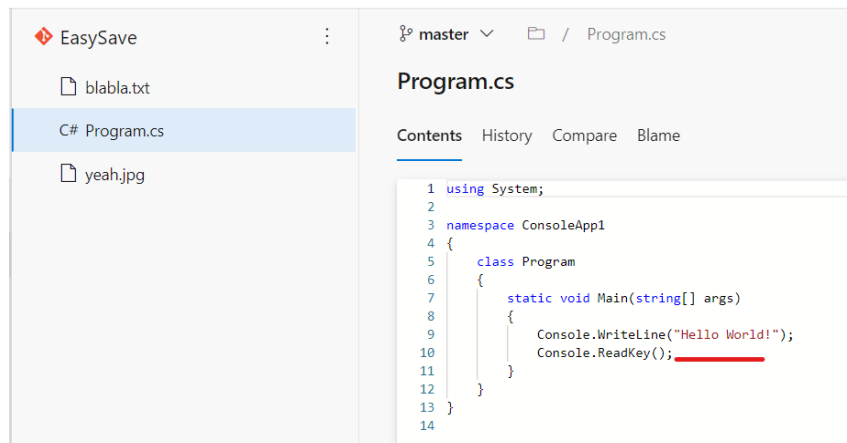 EasySave
blabla.txt
C# Program.cs
yeah.jpg
master / Program.cs
Program.cs
Contents History Compare Blame
1 using System;
2
3 namespace ConsoleApp1
4 {
5 class Program
6 {
7 static void Main(string[] args)
8 {
9 Console.WriteLine("Hello World!");
10 Console.ReadKey();
11 }
12 }
13 }
14